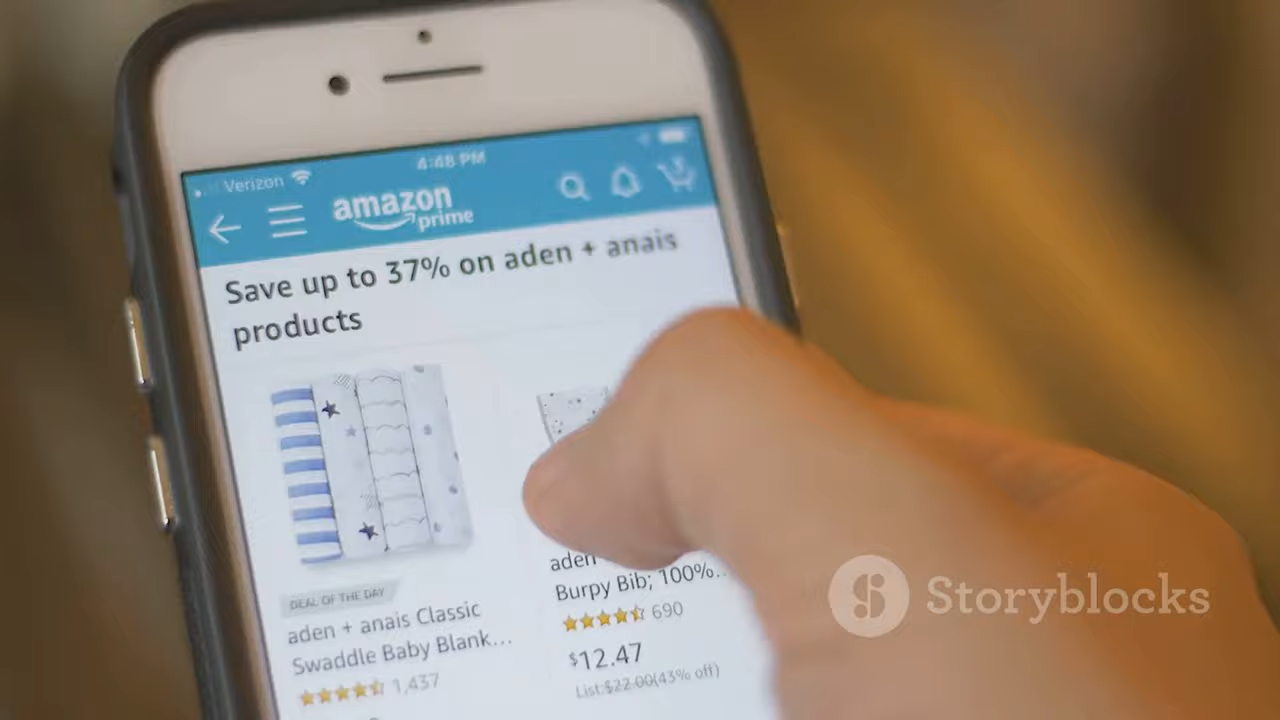 Verizon
4:48 PM
amazon
prime
Save up to 37% on aden + anais
products
DEAL OF THE DAY
aden + anais Classic
Swaddle Baby Blank...
1,437
aden
Burpy Bib; 100%...
690
$12.47
List:$22.00(43% off)
Storyblocks